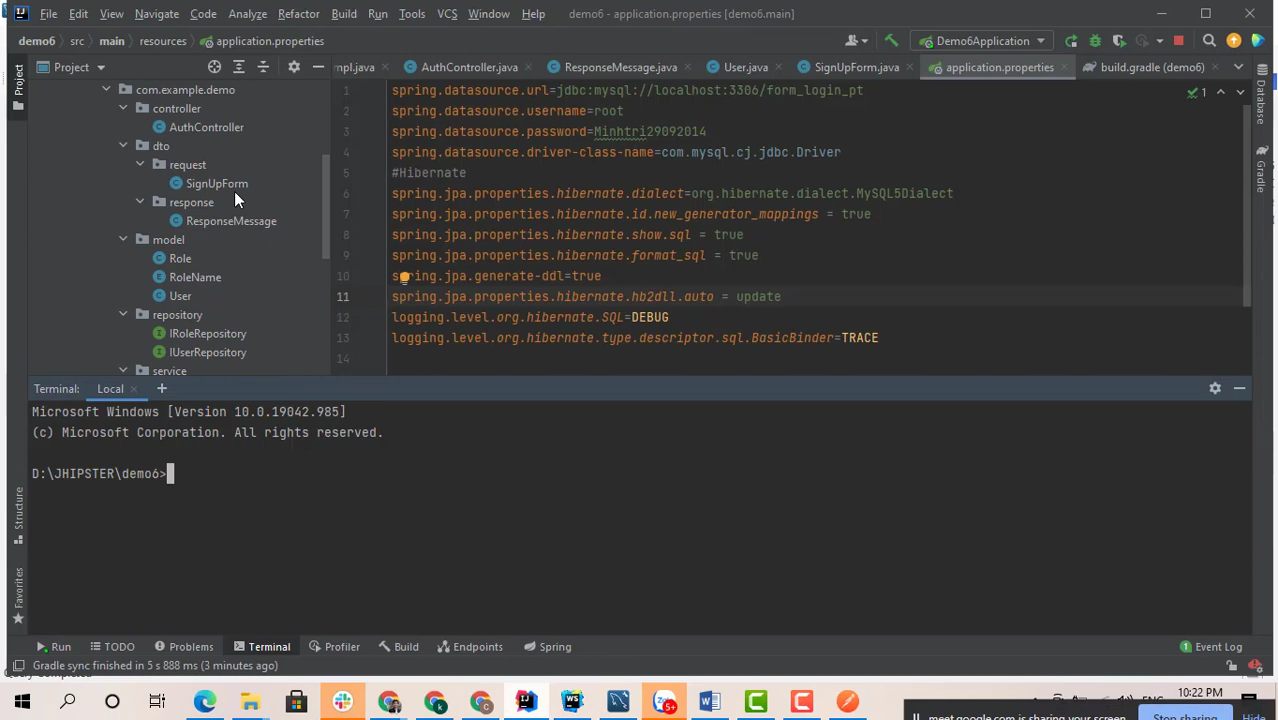 File Edit View Navigate Code Analyze Refactor Build Run Tools VCS Window Help demo6 - application.properties [demo6.main]
demo6 src main resources application.properties Demo6Application
Project mpl.java AuthController.java ResponseMessage.java User.java SignUpForm.java application.properties build.gradle (demo6)
Project
com.example.demo
controller
AuthController
dto
request
SignUpForm
response
ResponseMessage
model
Role
RoleName
User
repository
IRoleRepository
IUserRepository
service
1 spring.datasource.url=jdbc:mysql://localhost:3306/form_login_pt
2 spring.datasource.username=root
3 spring.datasource.password=Minhtri29092014
4 spring.datasource.driver-class-name=com.mysql.cj.jdbc.Driver
5 #Hibernate
6 spring.jpa.properties.hibernate.dialect=org.hibernate.dialect.MySQL5Dialect
7 spring.jpa.properties.hibernate.id.new_generator_mappings = true
8 spring.jpa.properties.hibernate.show.sql = true
9 spring.jpa.properties.hibernate.format_sql = true
10 spring.jpa.generate-ddl=true
11 spring.jpa.properties.hibernate.hb2dll.auto = update
12 logging.level.org.hibernate.SQL=DEBUG
13 logging.level.org.hibernate.type.descriptor.sql.BasicBinder=TRACE
14
1
Database
Gradle
Terminal: Local
Microsoft Windows [Version 10.0.19042.985]
(c) Microsoft Corporation. All rights reserved.
D:\JHIPSTER\demo6>
Structure
Favorites
Run TODO Problems Terminal Profiler Build Endpoints Spring 1 Event Log
Gradle sync finished in 5 s 888 ms (3 minutes ago)
5+
ENG 10:22 PM
meet.google.com is sharing your screen. Stop sharing Hide